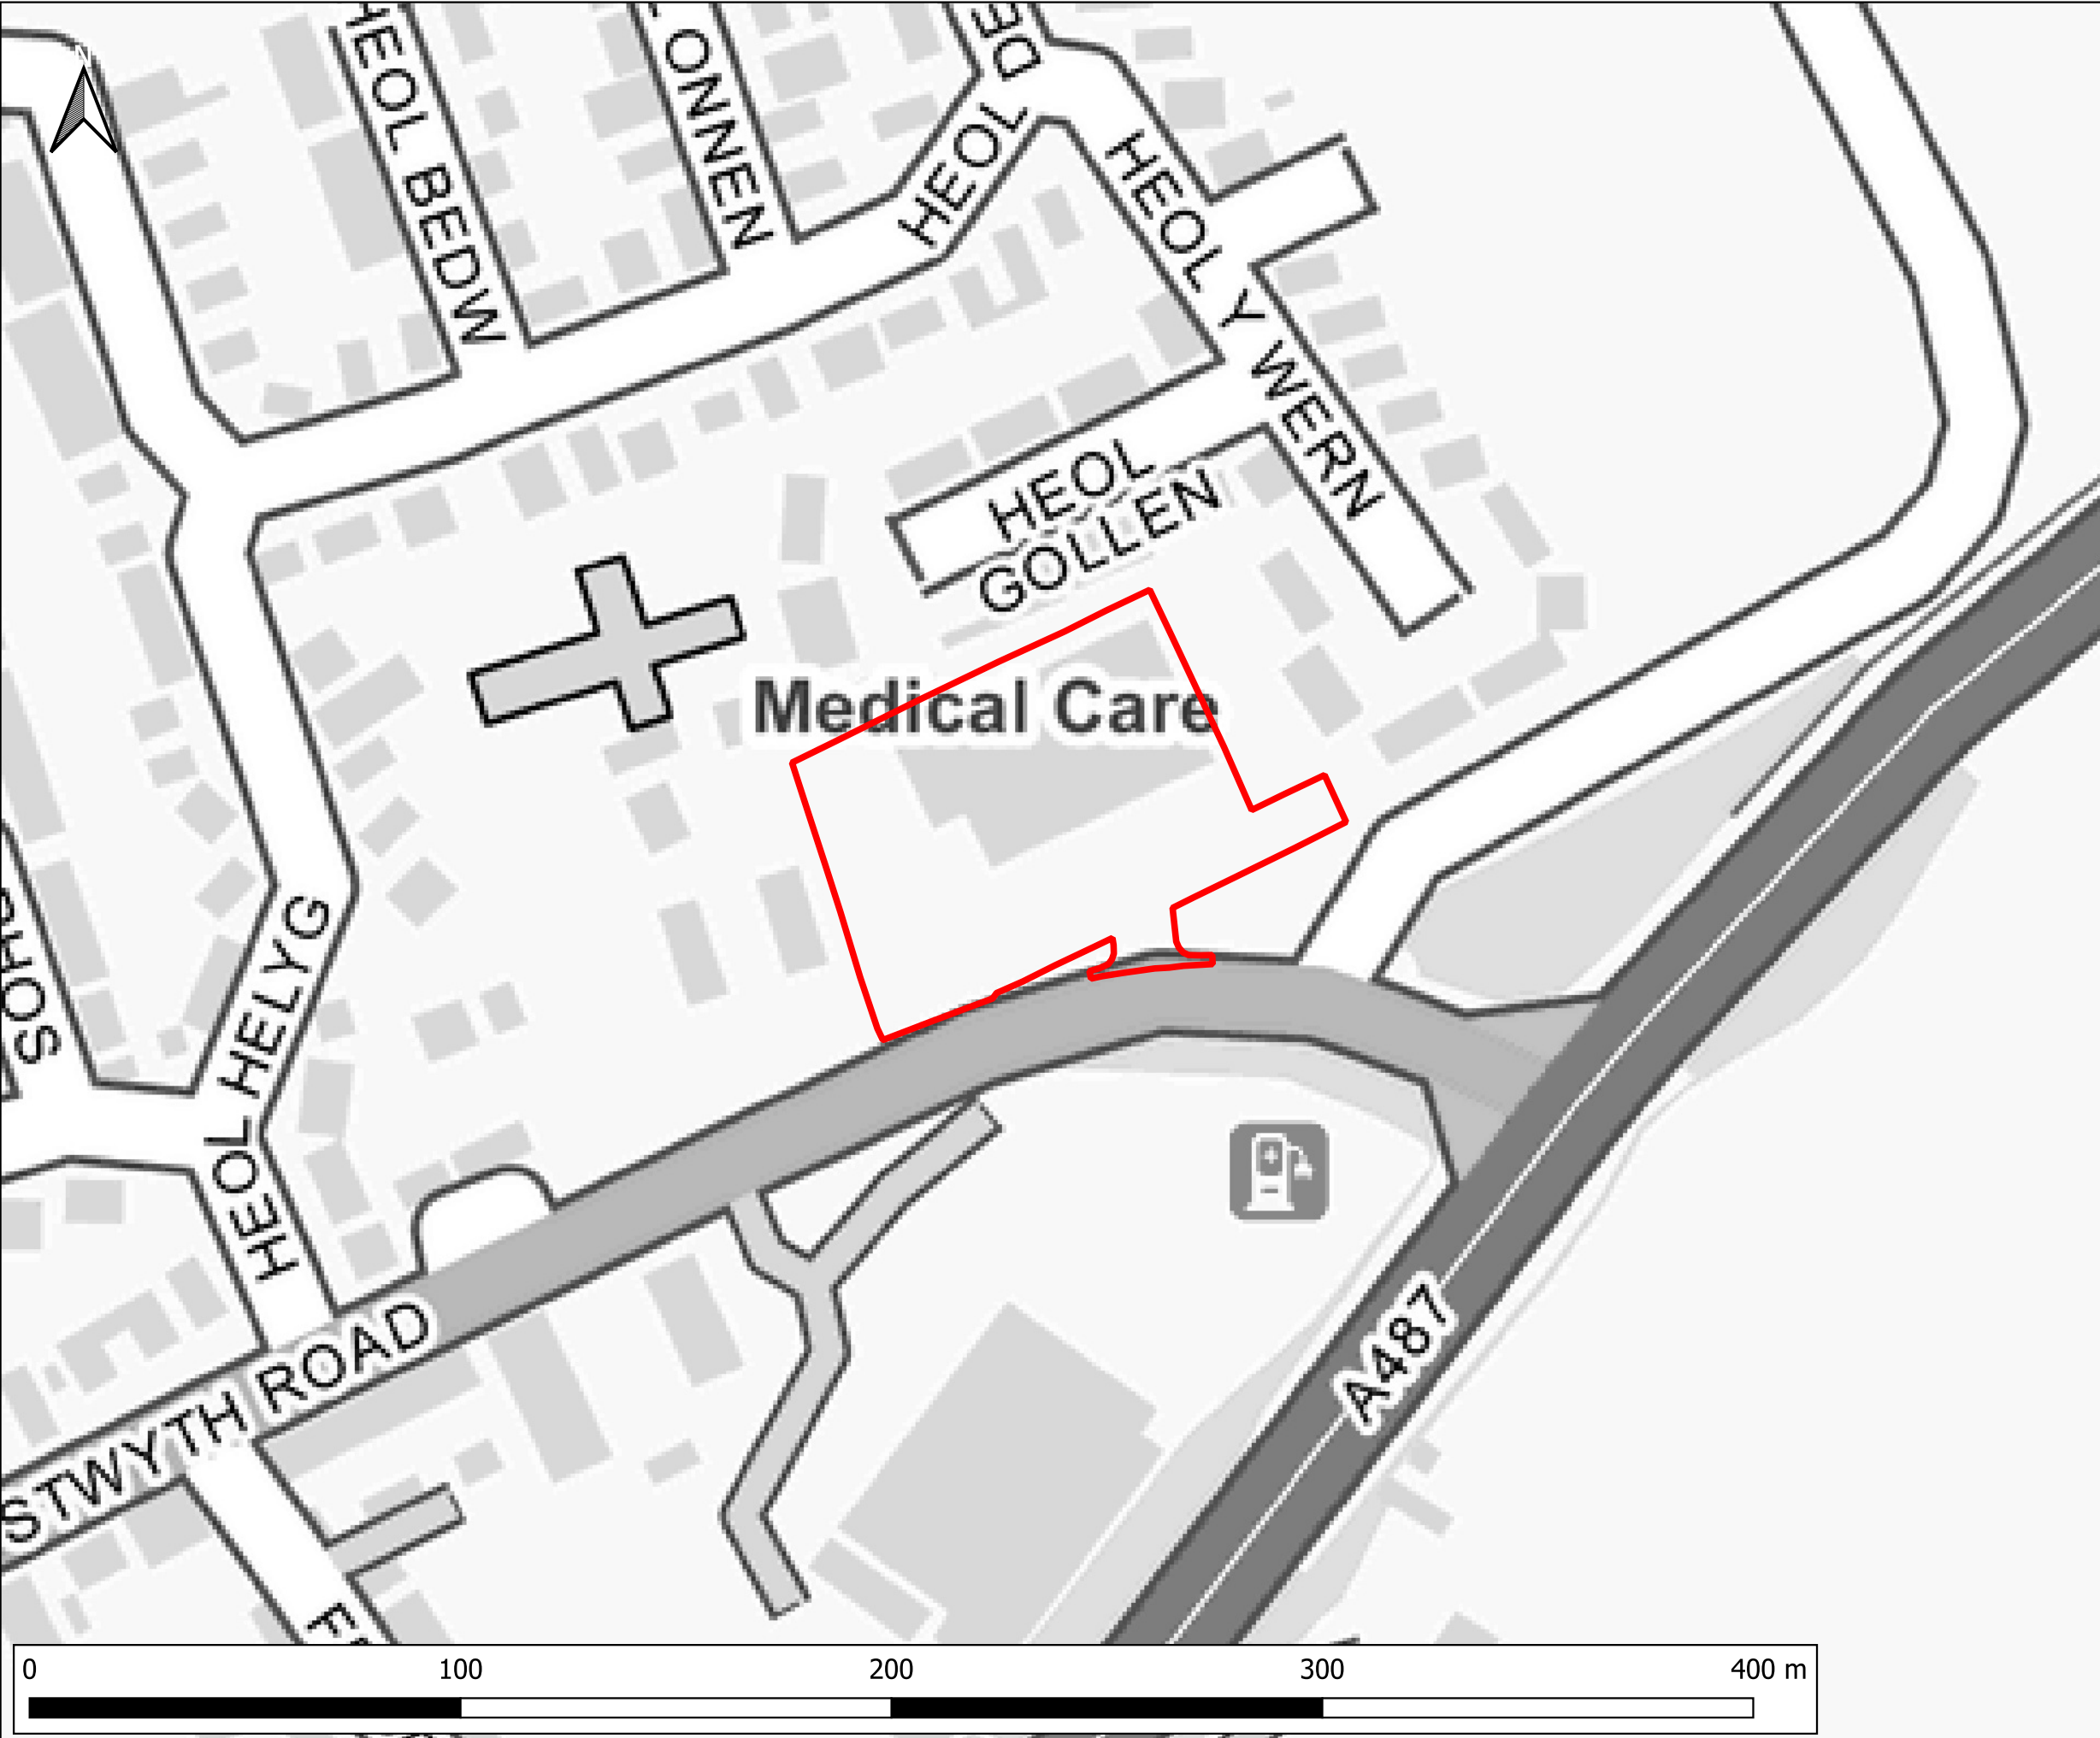 N
HEOL BEDW
ONNEN
HEOL
DE
HEOL Y WERN
HEOL
GOLLEN
Medical Care
HEOL HELYG
STWYTH ROAD
A487
0 100 200 300 400 m